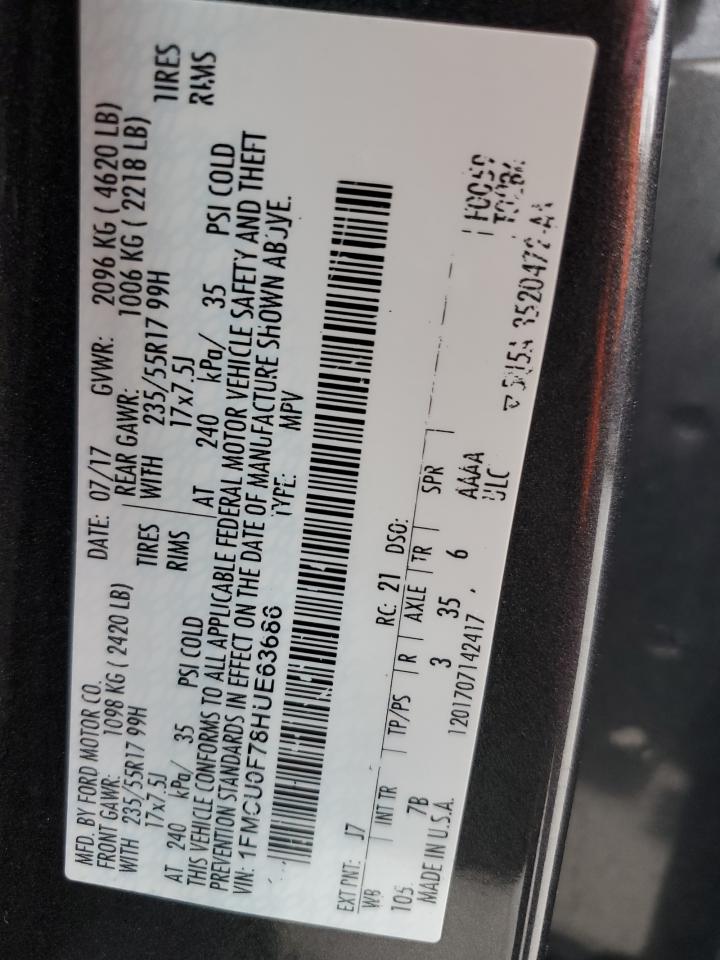 MFD. BY FORD MOTOR CO. DATE: 07/17 GVWR: 2096 KG ( 4620 LB)
FRONT GAWR: 1098 KG ( 2420 LB) REAR GAWR: 1006 KG ( 2218 LB)
WITH 235/55R17 99H TIRES WITH 235/55R17 99H TIRES
17x7.5J RIMS 17x7.5J RIMS
AT 240 kPa/ 35 PSI COLD AT 240 kPa/ 35 PSI COLD
THIS VEHICLE CONFORMS TO ALL APPLICABLE FEDERAL MOTOR VEHICLE SAFETY AND THEFT
PREVENTION STANDARDS IN EFFECT ON THE DATE OF MANUFACTURE SHOWN ABOVE.
VIN: 1FMCU0F78HUE63686 TYPE: MPV
EXT PNT: J7 RC: 21 DSO:
WB INT TR TP/PS R AXLE TR SPR
105 7B 3 35 6 AAAA
MADE IN U.S.A. 1201707142417 ULC